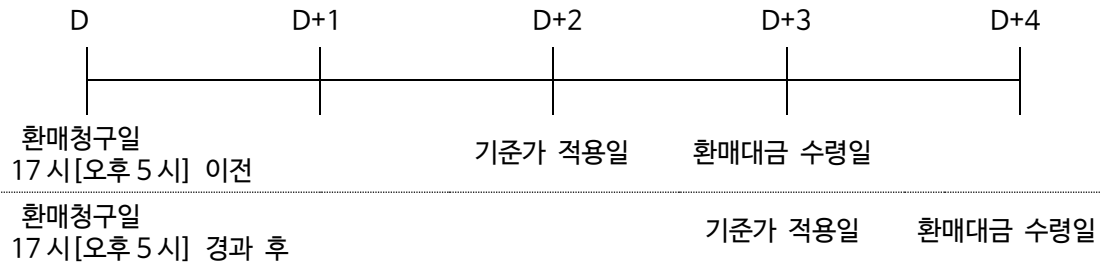 D D+1 D+2 D+3 D+4
환매청구일
17시[오후 5시] 이전
기준가 적용일 환매대금 수령일
환매청구일
17시[오후 5시] 경과 후
기준가 적용일 환매대금 수령일